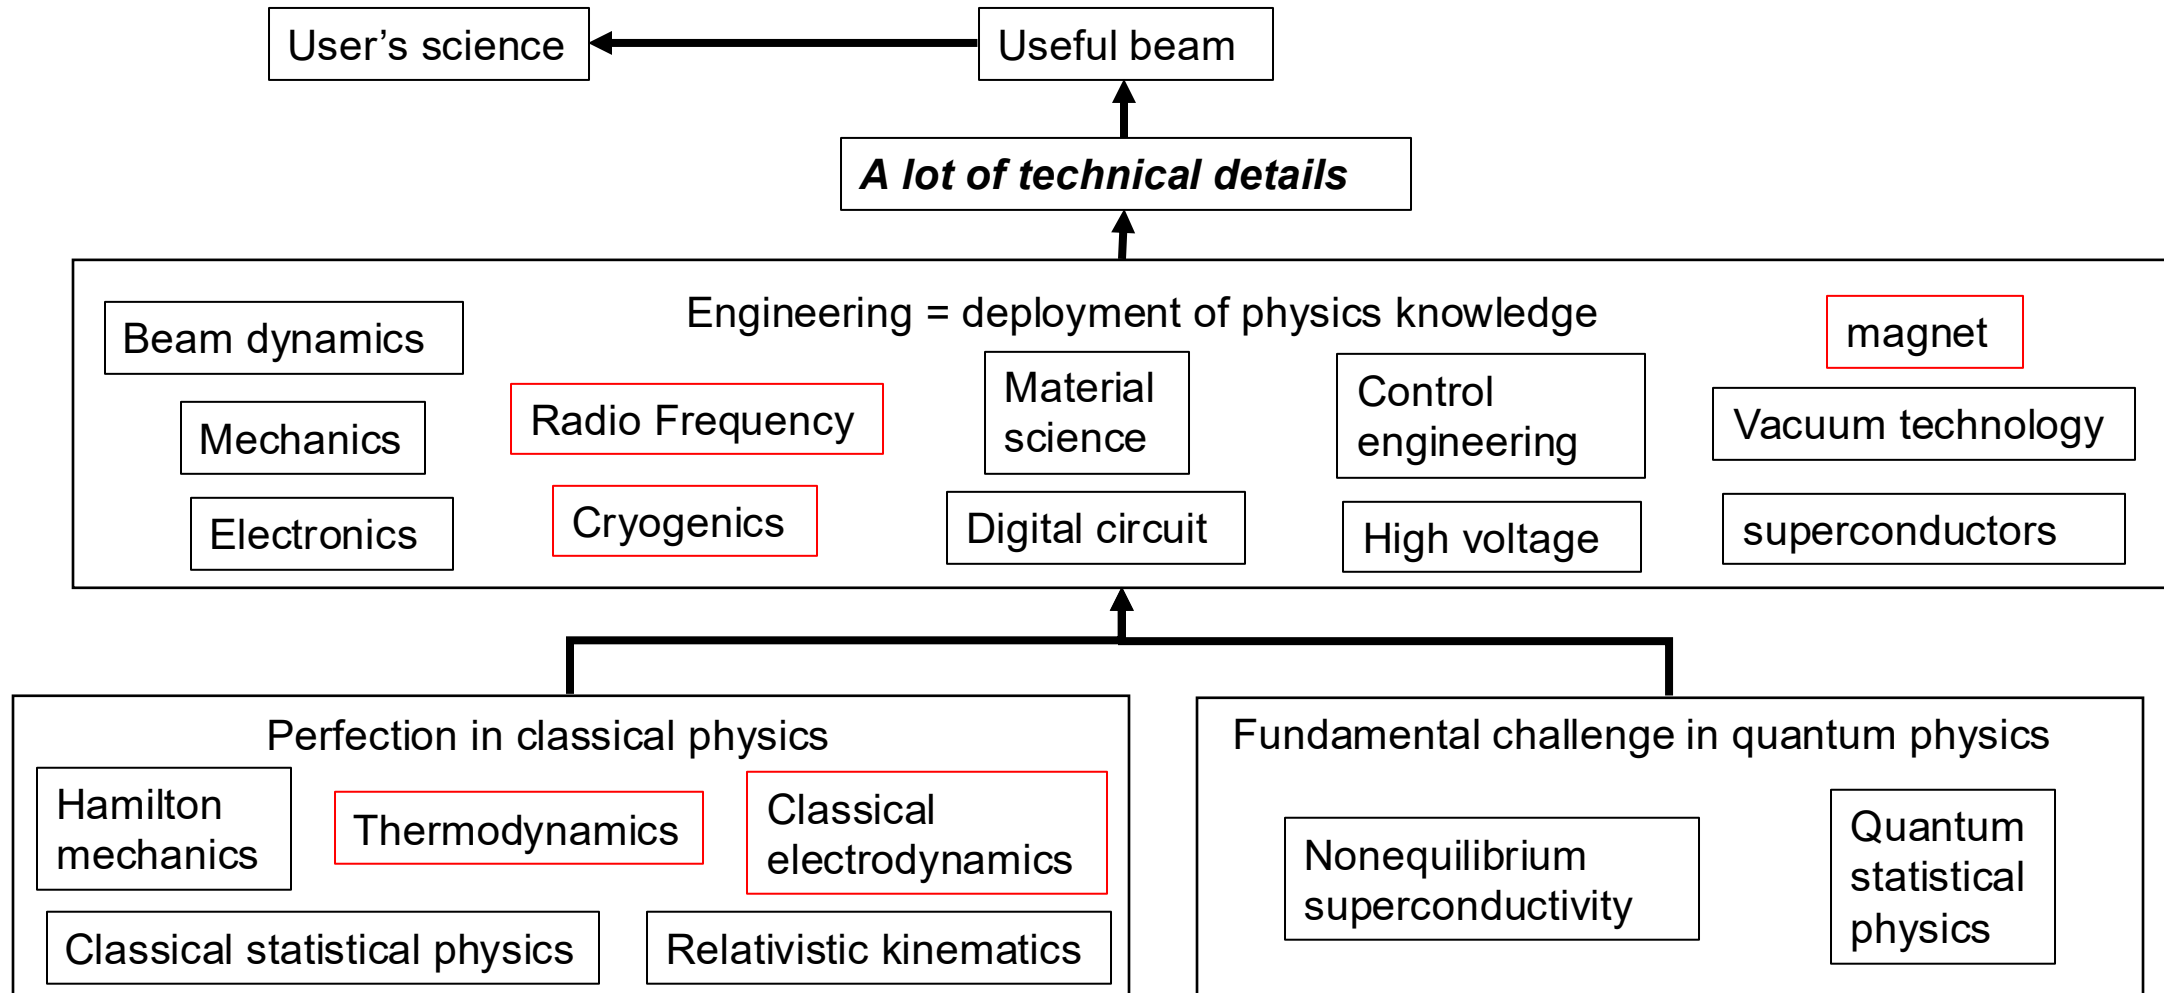 User’s science
Useful beam
A lot of technical details
Engineering = deployment of physics knowledge
Beam dynamics
Mechanics
Electronics
Radio Frequency
Cryogenics
Material
science
Digital circuit
Control
engineering
High voltage
magnet
Vacuum technology
superconductors
Perfection in classical physics
Hamilton
mechanics
Thermodynamics
Classical
electrodynamics
Classical statistical physics
Relativistic kinematics
Fundamental challenge in quantum physics
Nonequilibrium
superconductivity
Quantum
statistical
physics